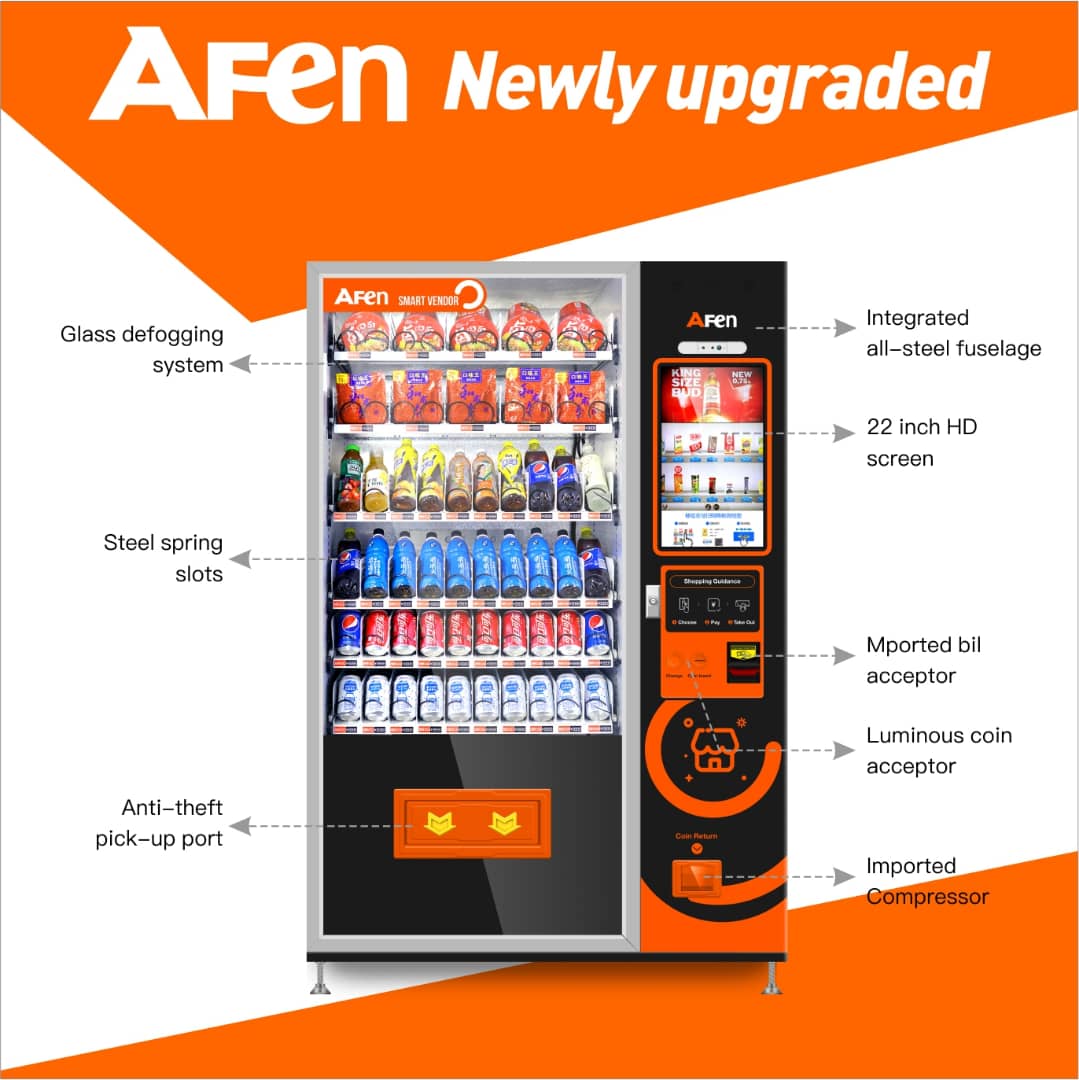 AFen Newly upgraded
AFen SMART VENDOR
Glass defogging
system
Steel spring
slots
Anti-theft
pick-up port
AFen
KING
SIZE
BUD
NEW
Shopping Guidance
Choose
Pay
Take Out
Change
Coin Return
Integrated
all-steel fuselage
22 inch HD
screen
Mported bil
acceptor
Luminous coin
acceptor
Imported
Compressor